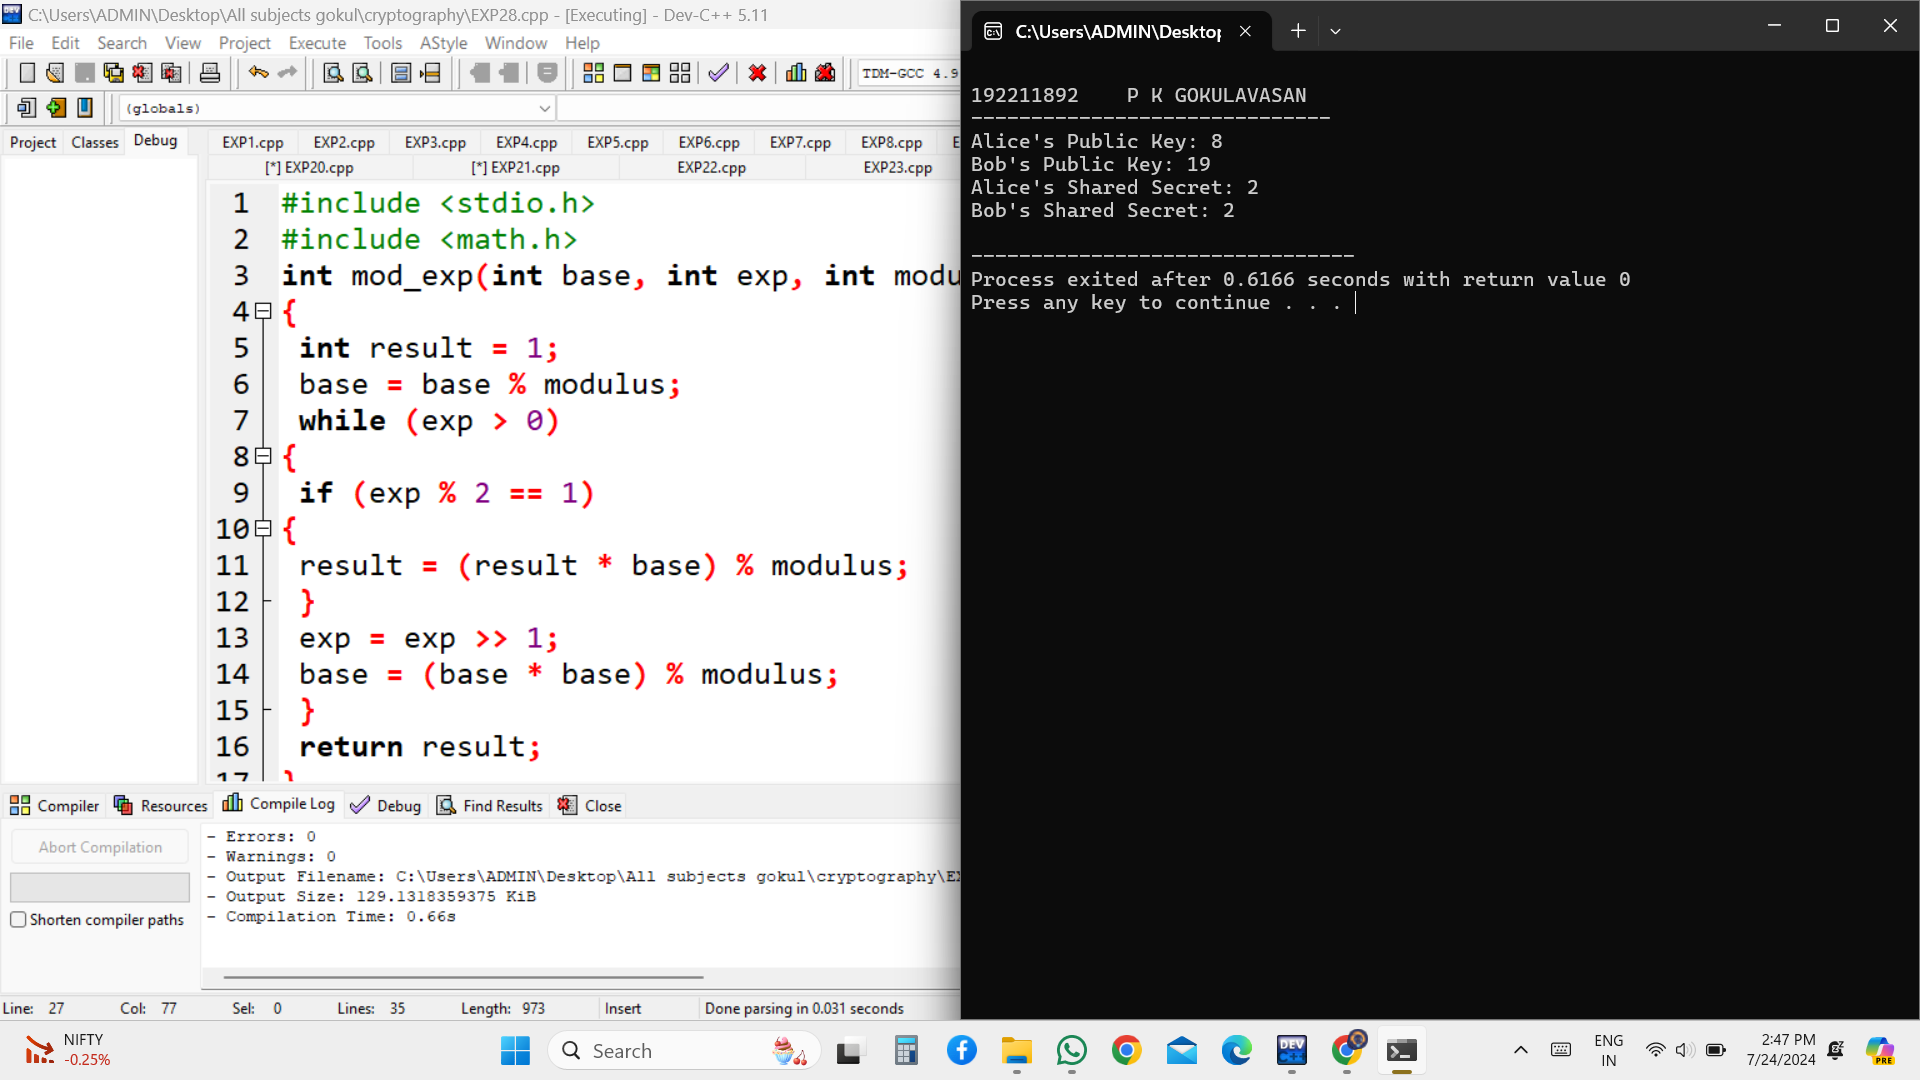 C:\Users\ADMIN\Desktop\All subjects gokul\cryptography\EXP28.cpp - [Executing] - Dev-C++ 5.11
File Edit Search View Project Execute Tools AStyle Window Help
TDM-GCC 4.9
(globals)
Project Classes Debug
EXP1.cpp EXP2.cpp EXP3.cpp EXP4.cpp EXP5.cpp EXP6.cpp EXP7.cpp EXP8.cpp E
[*] EXP20.cpp [*] EXP21.cpp EXP22.cpp EXP23.cpp
1 #include <stdio.h>
2 #include <math.h>
3 int mod_exp(int base, int exp, int modu
4 {
5 int result = 1;
6 base = base % modulus;
7 while (exp > 0)
8 {
9 if (exp % 2 == 1)
10 {
11 result = (result * base) % modulus;
12 }
13 exp = exp >> 1;
14 base = (base * base) % modulus;
15 }
16 return result;
17 }
Compiler Resources Compile Log Debug Find Results Close
Abort Compilation
Shorten compiler paths
- Errors: 0
- Warnings: 0
- Output Filename: C:\Users\ADMIN\Desktop\All subjects gokul\cryptography\EX
- Output Size: 129.1318359375 KiB
- Compilation Time: 0.66s
Line: 27 Col: 77 Sel: 0 Lines: 35 Length: 973 Insert Done parsing in 0.031 seconds
C:\Users\ADMIN\Desktop
192211892    P K GOKULAVASAN
------------------------------
Alice's Public Key: 8
Bob's Public Key: 19
Alice's Shared Secret: 2
Bob's Shared Secret: 2
--------------------------------
Process exited after 0.6166 seconds with return value 0
Press any key to continue . . .
NIFTY
-0.25%
Search
DEV C++
ENG
IN
2:47 PM
7/24/2024
PRE